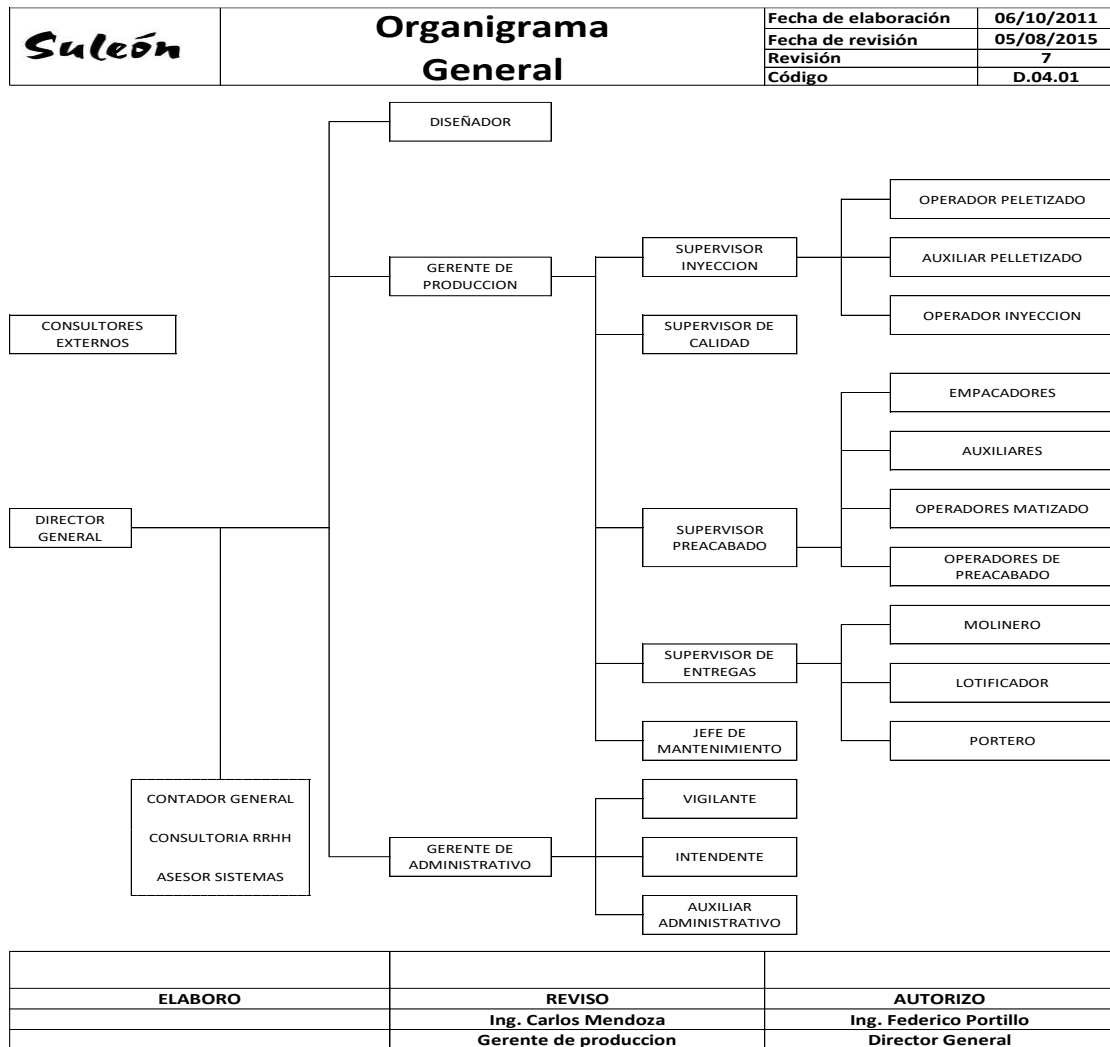 Suleón
Organigrama
General
Fecha de elaboración 06/10/2011
Fecha de revisión 05/08/2015
Revisión 7
Código D.04.01
DISEÑADOR
OPERADOR PELETIZADO
SUPERVISOR
INYECCION
AUXILIAR PELLETIZADO
GERENTE DE
PRODUCCION
OPERADOR INYECCION
CONSULTORES
EXTERNOS
SUPERVISOR DE
CALIDAD
EMPACADORES
AUXILIARES
OPERADORES MATIZADO
DIRECTOR
GENERAL
SUPERVISOR
PREACABADO
OPERADORES DE
PREACABADO
MOLINERO
SUPERVISOR DE
ENTREGAS
LOTIFICADOR
JEFE DE
MANTENIMIENTO
PORTERO
CONTADOR GENERAL
CONSULTORIA RRHH
ASESOR SISTEMAS
VIGILANTE
GERENTE DE
ADMINISTRATIVO
INTENDENTE
AUXILIAR
ADMINISTRATIVO
ELABORO REVISO AUTORIZO
Ing. Carlos Mendoza Ing. Federico Portillo
Gerente de produccion Director General